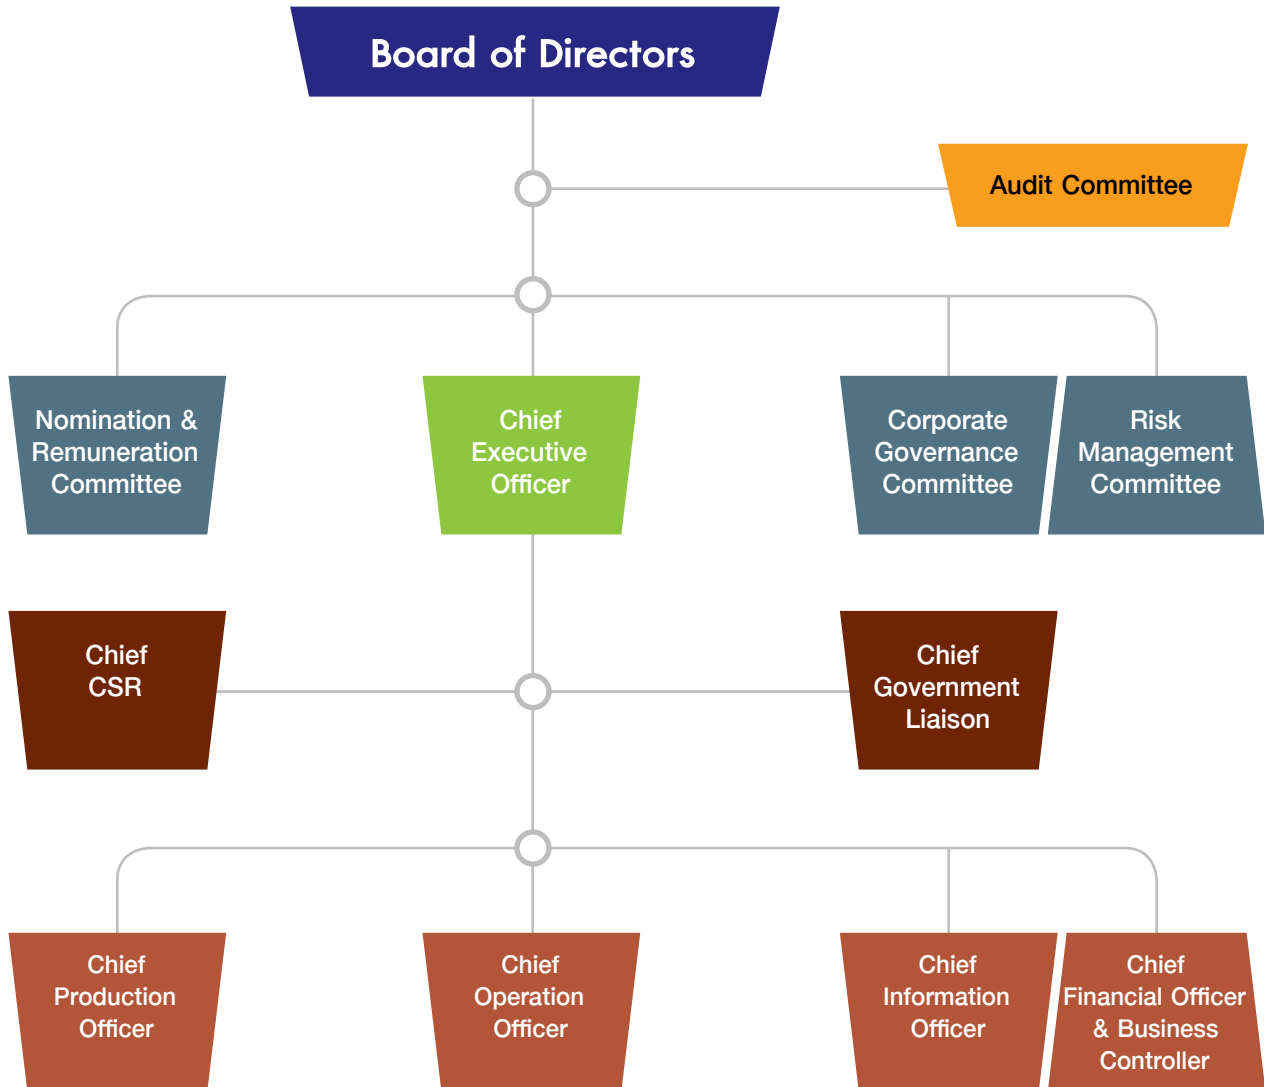 Board of Directors
Audit Committee
Nomination &
Remuneration
Committee
Chief
Executive
Officer
Corporate
Governance
Committee
Risk
Management
Committee
Chief
CSR
Chief
Government
Liaison
Chief
Production
Officer
Chief
Operation
Officer
Chief
Information
Officer
Chief
Financial Officer
& Business
Controller